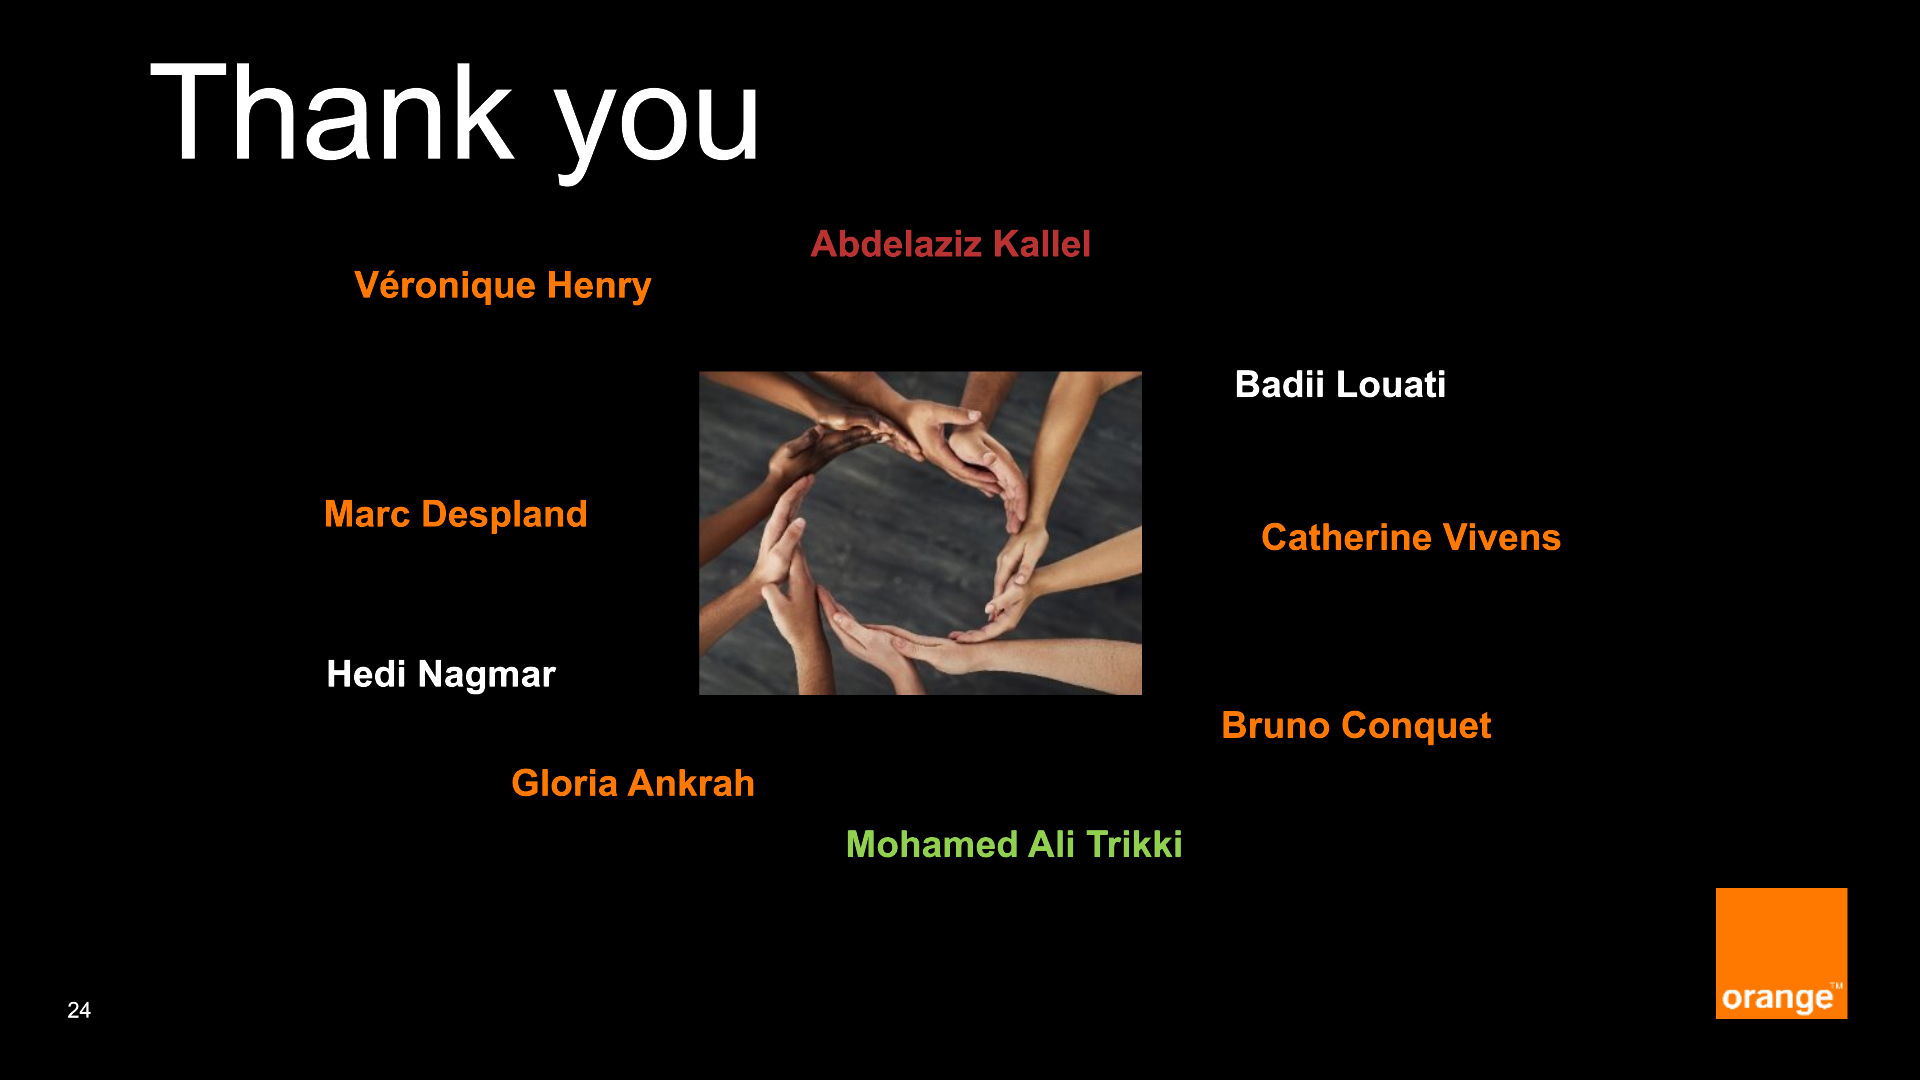 Thank you
Abdelaziz Kallel
Véronique Henry
Badii Louati
Marc Despland
Catherine Vivens
Hedi Nagmar
Bruno Conquet
Gloria Ankrah
Mohamed Ali Trikki
orange™
24